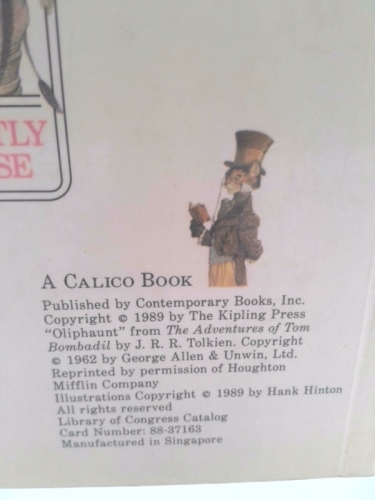 TLY
SE
A CALICO BOOK
Published by Contemporary Books, Inc.
Copyright © 1989 by The Kipling Press
"Oliphaunt" from The Adventures of Tom
Bombadil by J. R. R. Tolkien. Copyright
© 1962 by George Allen & Unwin, Ltd.
Reprinted by permission of Houghton
Mifflin Company
Illustrations Copyright © 1989 by Hank Hinton
All rights reserved
Library of Congress Catalog
Card Number: 88-37163
Manufactured in Singapore